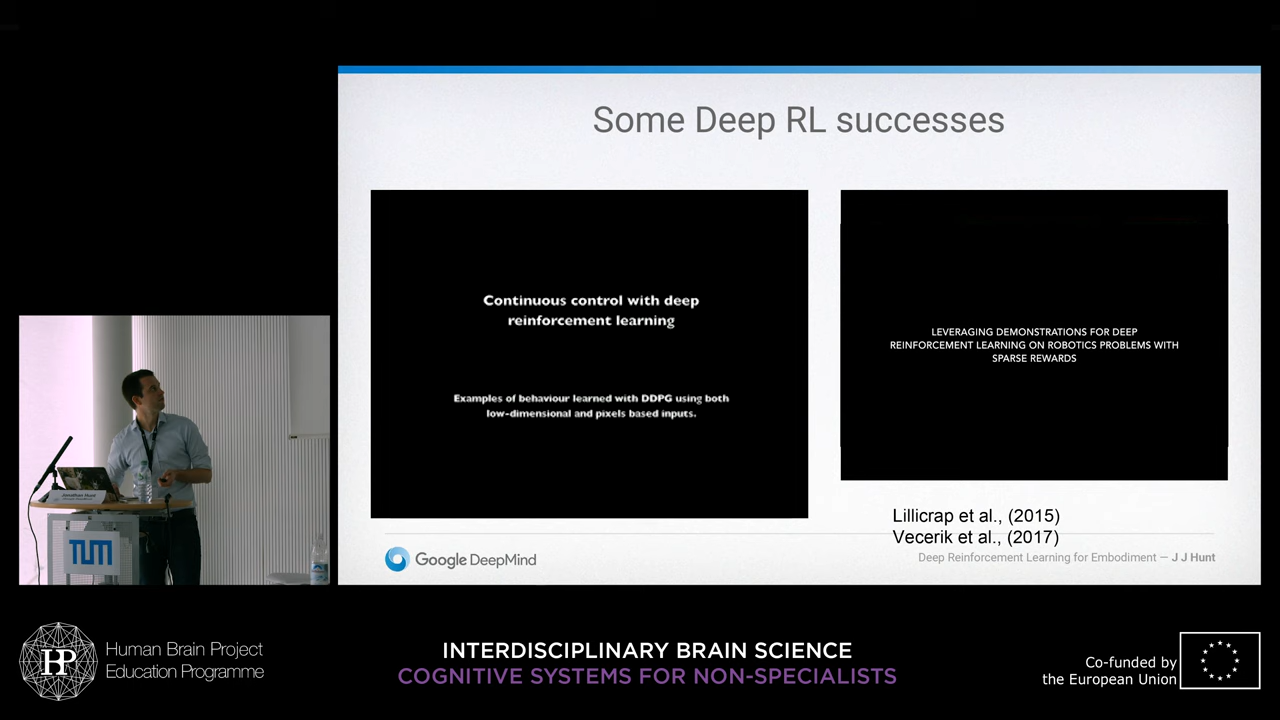 Some Deep RL successes
Continuous control with deep
reinforcement learning
Examples of behaviour learned with DDPG using both
low-dimensional and pixels based inputs.
LEVERAGING DEMONSTRATIONS FOR DEEP
REINFORCEMENT LEARNING ON ROBOTICS PROBLEMS WITH
SPARSE REWARDS
Lillicrap et al., (2015)
Vecerik et al., (2017)
Google DeepMind
Deep Reinforcement Learning for Embodiment — J J Hunt
Jonathan Hunt
TUM
HP
Human Brain Project
Education Programme
INTERDISCIPLINARY BRAIN SCIENCE
COGNITIVE SYSTEMS FOR NON-SPECIALISTS
Co-funded by
the European Union